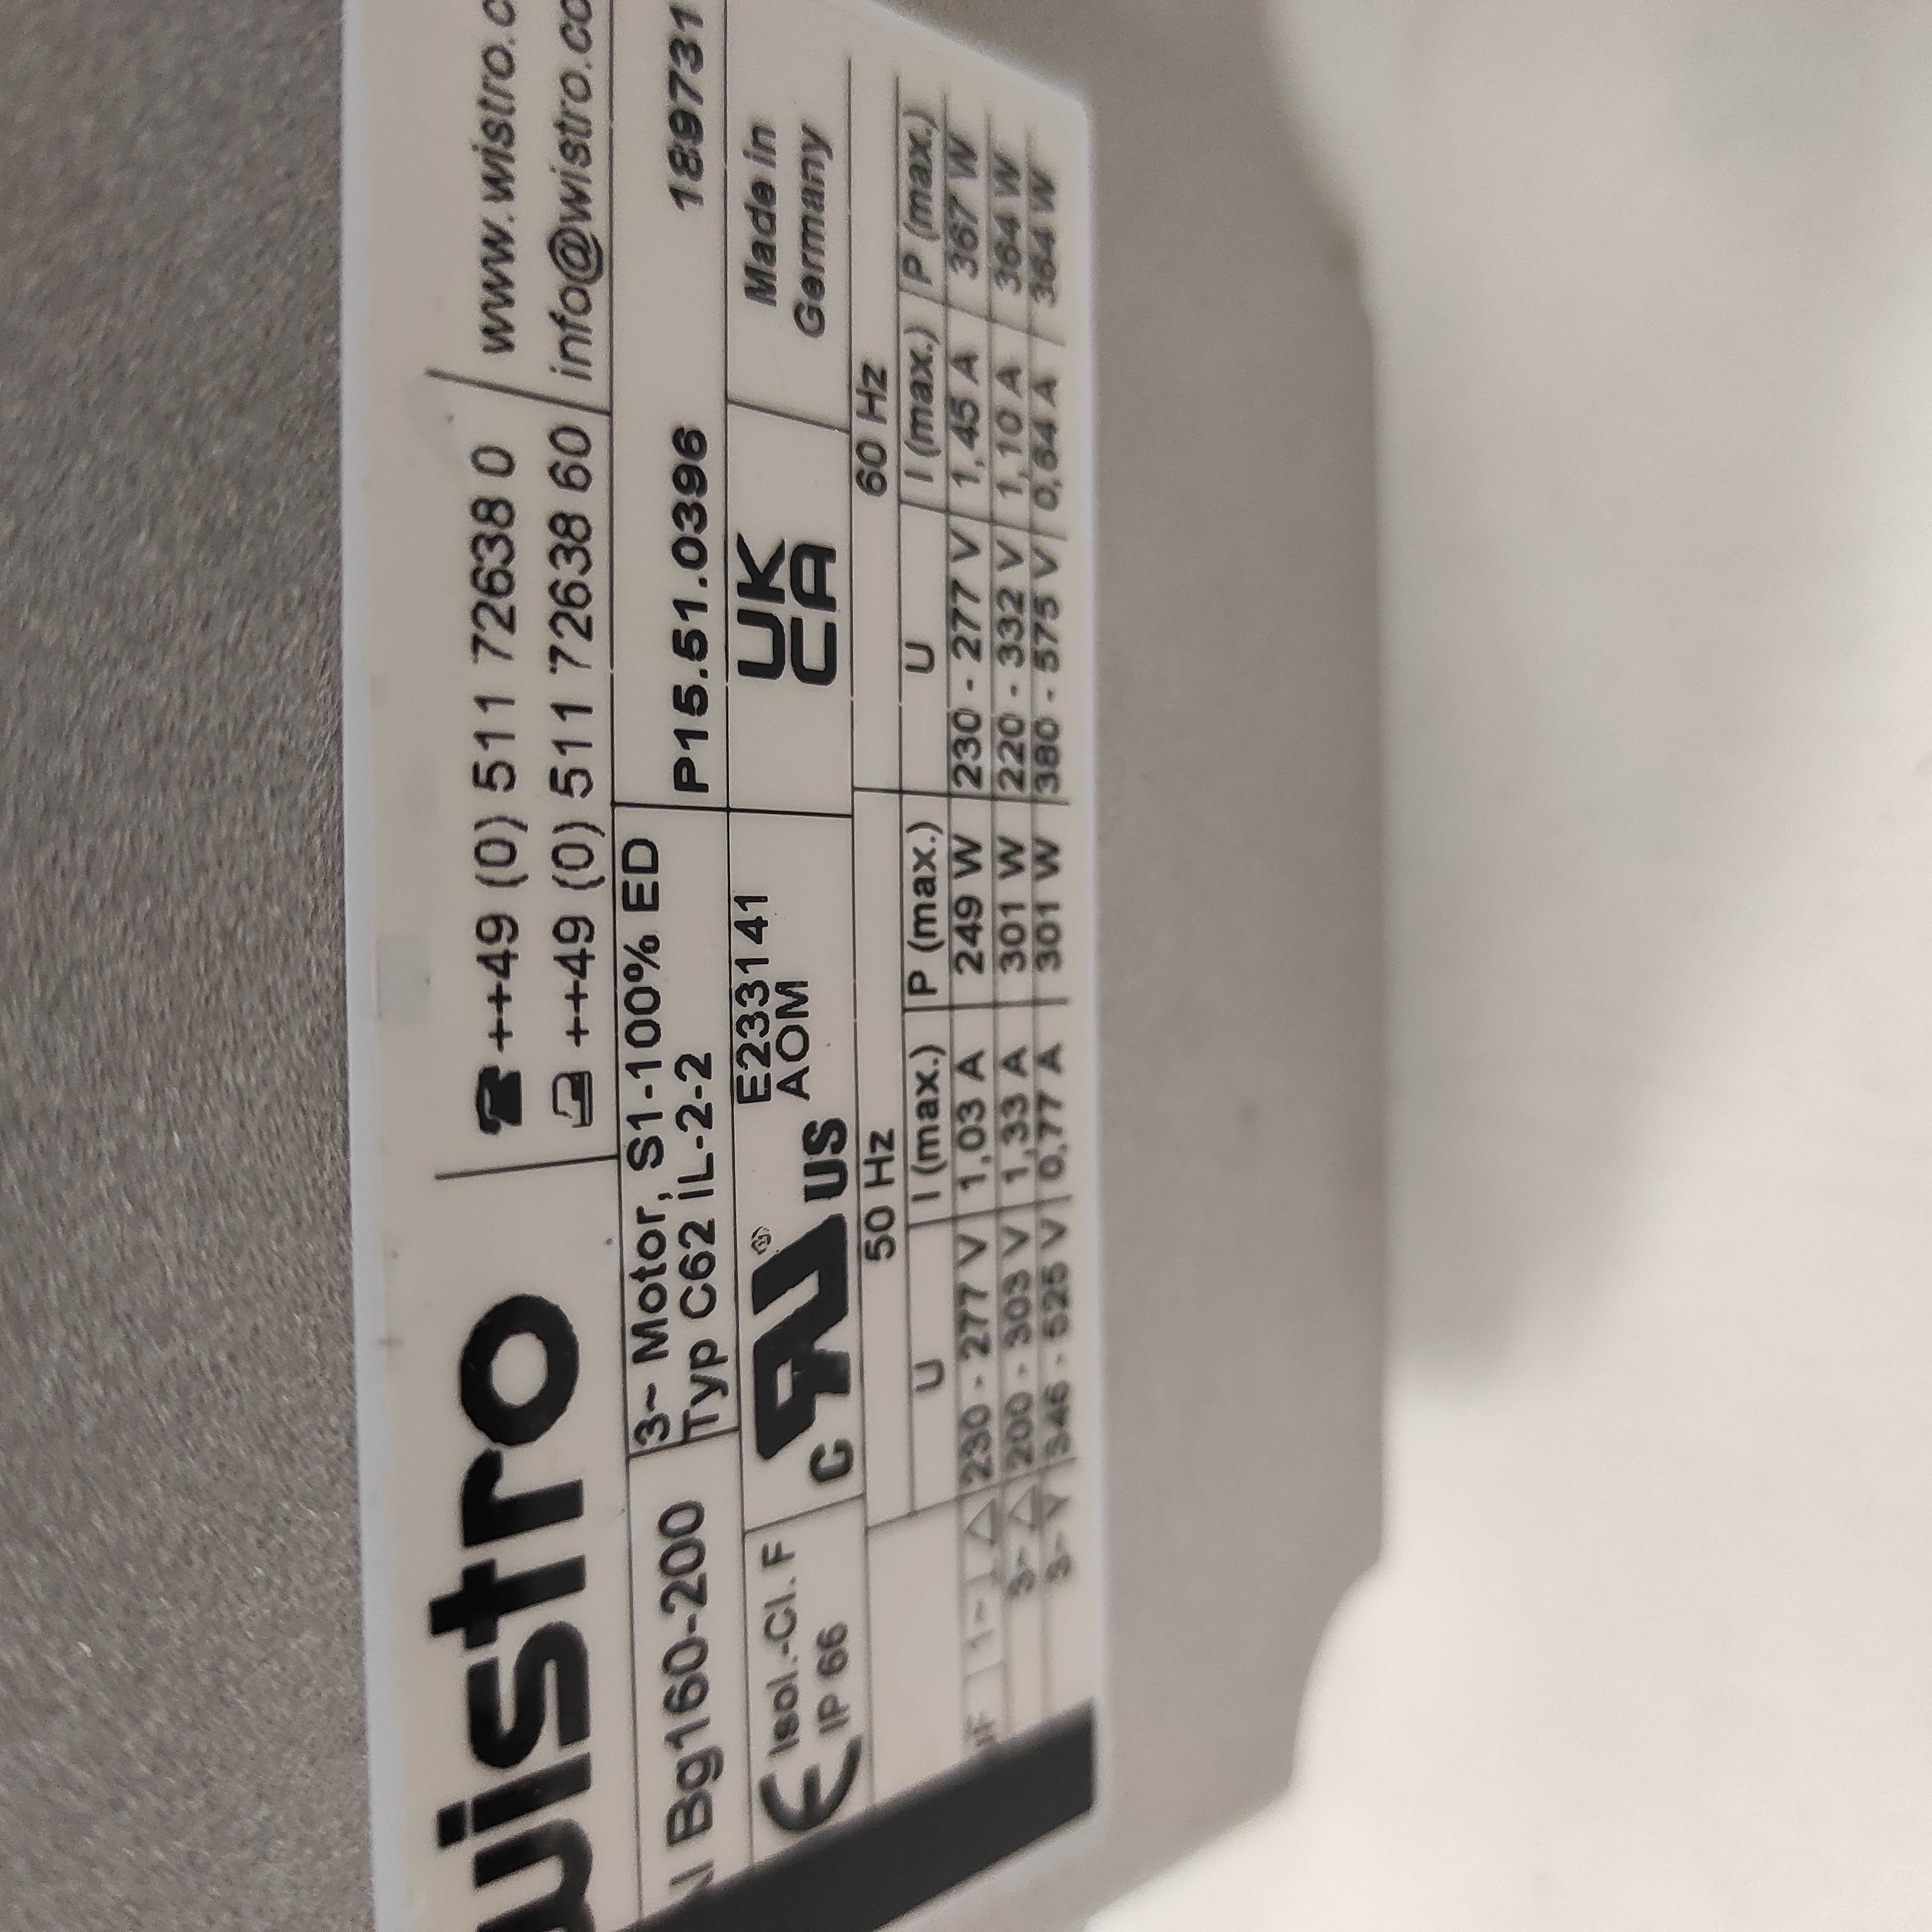 wistro
++49 (0) 511 72638 0
www.wistro.c
++49 (0) 511 72638 60
info@wistro.co
Bg160-200
3~ Motor, S1-100% ED
Typ C62 IL-2-2
P15.51.0396
189731
CE Isol.-Cl. F
IP 66
c US ®
E233141
AOM
UK
CA
Made in
Germany
50 Hz 60 Hz
U I (max.) P (max.) U I (max.) P (max.)
1~ ⊥ △ 230 - 277 V 1,03 A 249 W 230 - 277 V 1,45 A 367 W
3~ △ 200 - 303 V 1,33 A 301 W 220 - 332 V 1,10 A 364 W
3~ Y 346 - 525 V 0,77 A 301 W 380 - 575 V 0,64 A 364 W